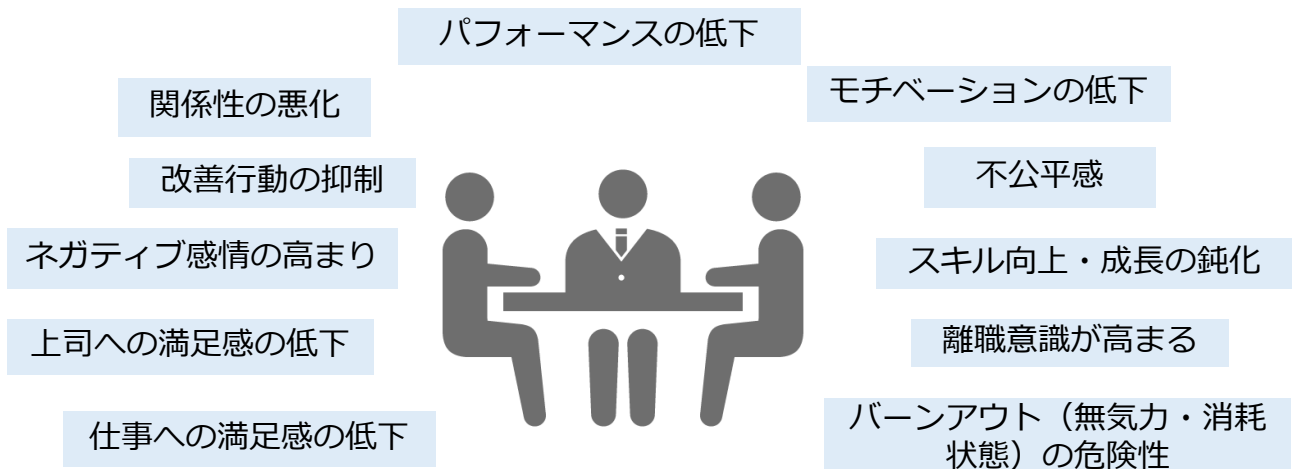 パフォーマンスの低下
関係性の悪化
モチベーションの低下
改善行動の抑制
不公平感
ネガティブ感情の高まり
スキル向上・成長の鈍化
上司への満足感の低下
離職意識が高まる
仕事への満足感の低下
バーンアウト（無気力・消耗
状態）の危険性